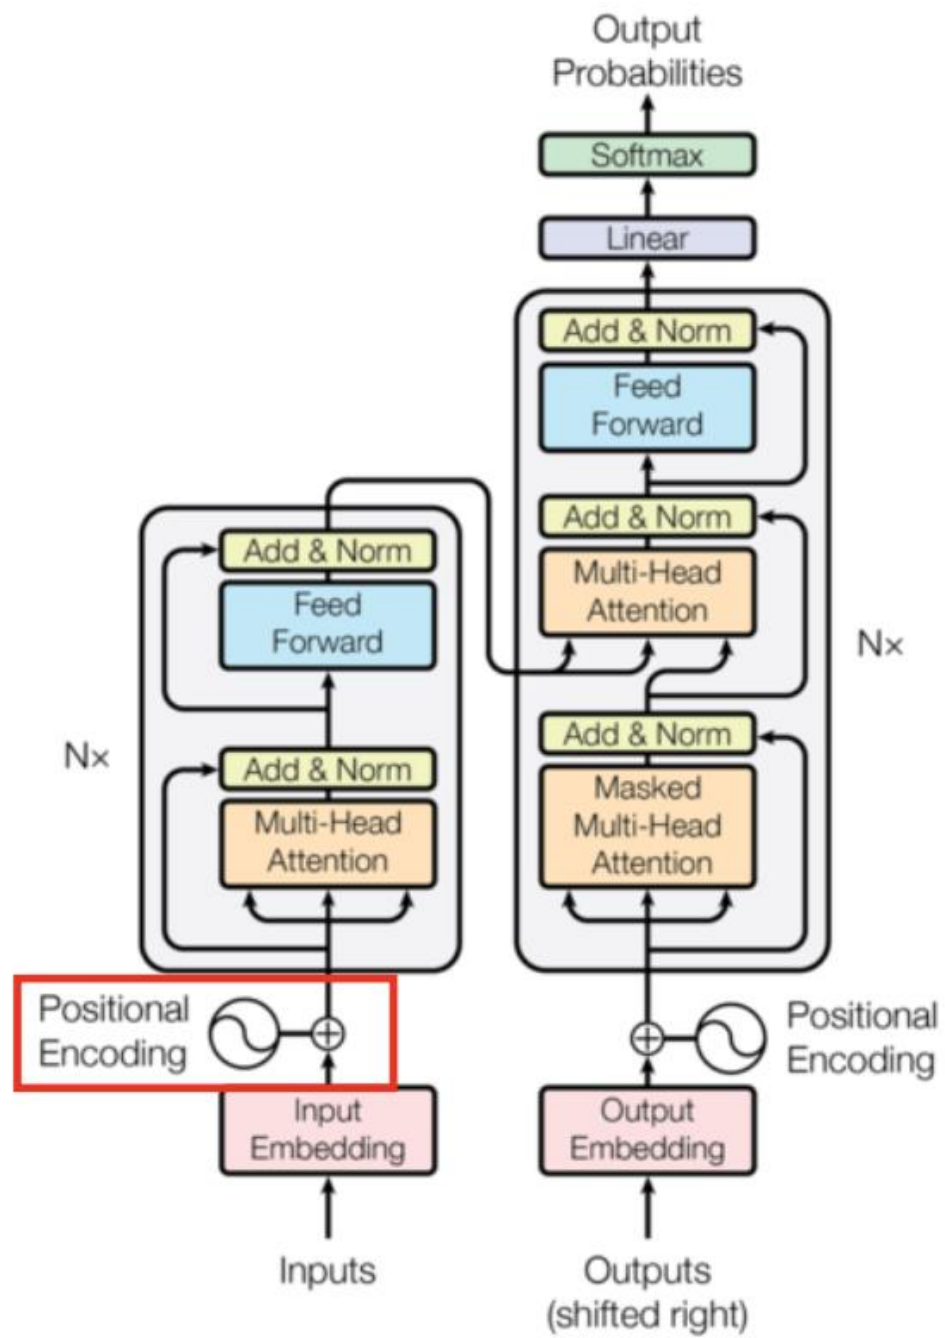 Output
Probabilities
Softmax
Linear
Add & Norm
Feed
Forward
Add & Norm
Multi-Head
Attention
Add & Norm
Masked
Multi-Head
Attention
Nx
Add & Norm
Feed
Forward
Add & Norm
Multi-Head
Attention
Nx
Positional
Encoding
Positional
Encoding
Input
Embedding
Output
Embedding
Inputs
Outputs
(shifted right)